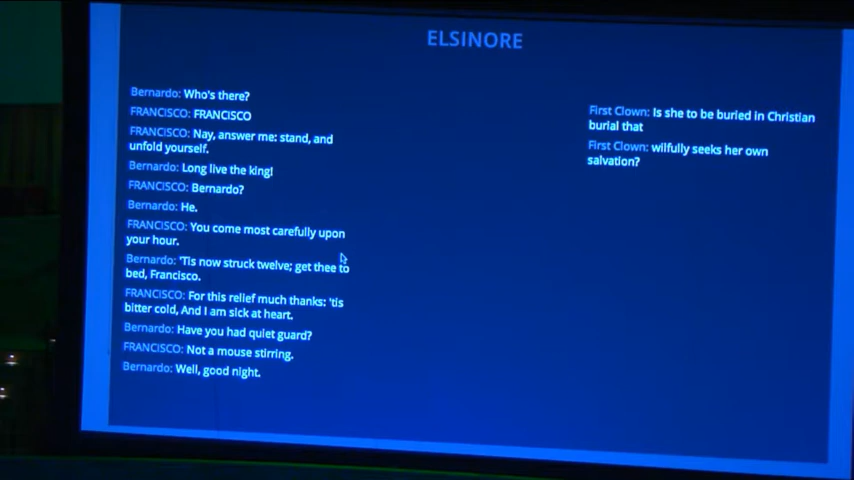 ELSINORE
Bernardo: Who's there?
FRANCISCO: FRANCISCO
FRANCISCO: Nay, answer me: stand, and
unfold yourself.
Bernardo: Long live the king!
FRANCISCO: Bernardo?
Bernardo: He.
FRANCISCO: You come most carefully upon
your hour.
Bernardo: 'Tis now struck twelve; get thee to
bed, Francisco.
FRANCISCO: For this relief much thanks: 'tis
bitter cold, And I am sick at heart.
Bernardo: Have you had quiet guard?
FRANCISCO: Not a mouse stirring.
Bernardo: Well, good night.
First Clown: Is she to be buried in Christian
burial that
First Clown: wilfully seeks her own
salvation?